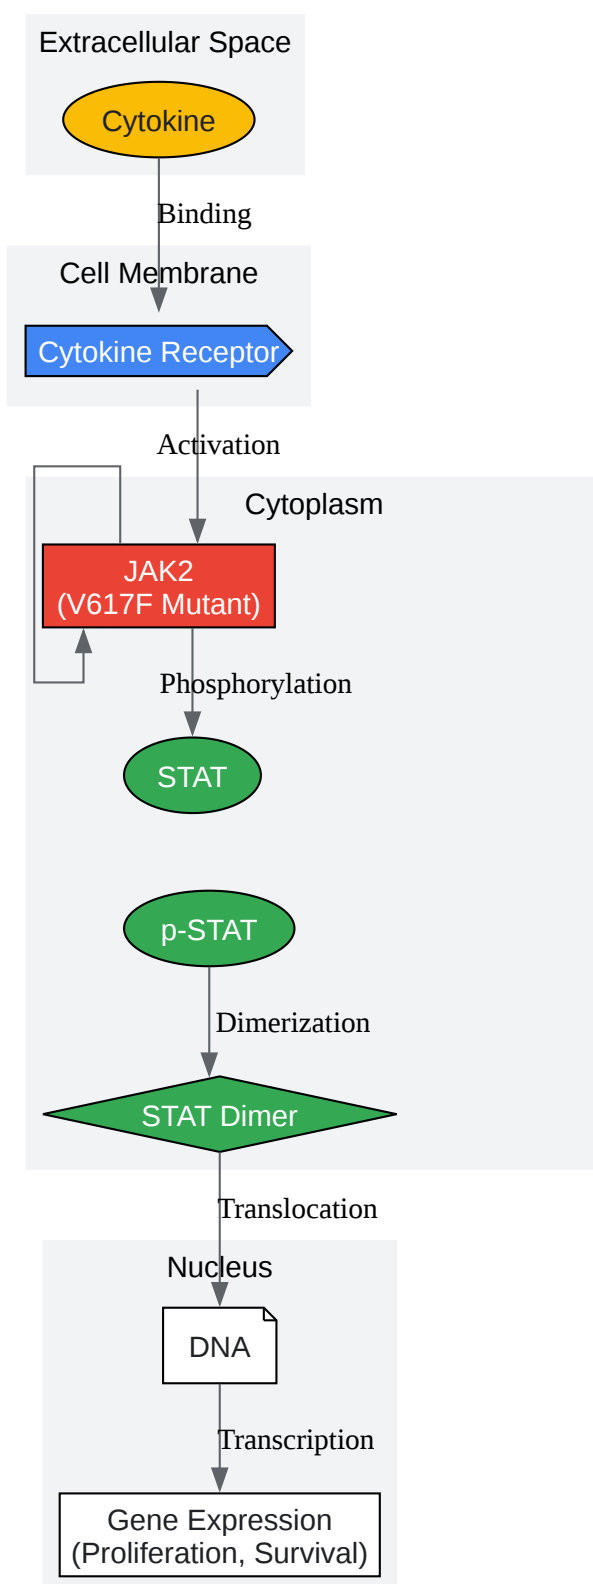 Extracellular Space
Cytokine
Binding
Cell Membrane
Cytokine Receptor
Activation
Cytoplasm
JAK2
(V617F Mutant)
Phosphorylation
STAT
p-STAT
Dimerization
STAT Dimer
Translocation
Nucleus
DNA
Transcription
Gene Expression
(Proliferation, Survival)